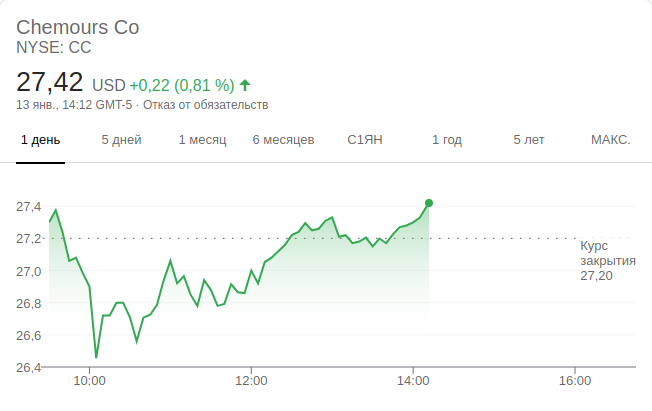 Chemours Co
NYSE: CC
27,42 USD +0,22 (0,81 %)
13 янв., 14:12 GMT-5 · Отказ от обязательств
1 день 5 дней 1 месяц 6 месяцев С1ЯН 1 год 5 лет МАКС.
27,4
27,2
Курс
закрытия
27,20
27,0
26,8
26,6
26,4
10:00 12:00 14:00 16:00